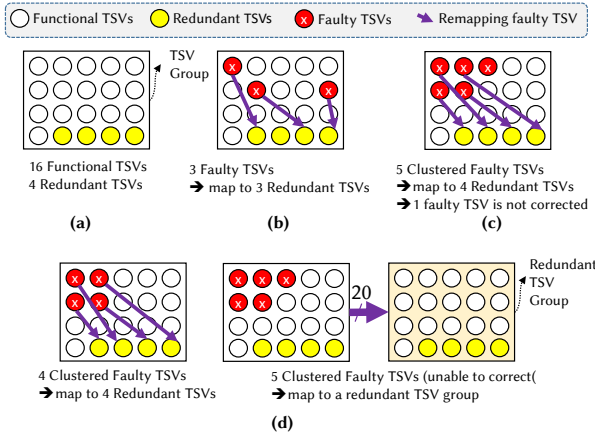 Functional TSVs Redundant TSVs x Faulty TSVs Remapping faulty TSV
TSV
Group
x
x x
x x x
x x
16 Functional TSVs
4 Redundant TSVs
3 Faulty TSVs
➔ map to 3 Redundant TSVs
5 Clustered Faulty TSVs
➔ map to 4 Redundant TSVs
➔ 1 faulty TSV is not corrected
(a) (b) (c)
x x
x x
x x x
x x
20
Redundant
TSV
Group
4 Clustered Faulty TSVs
➔ map to 4 Redundant TSVs
5 Clustered Faulty TSVs (unable to correct(
➔ map to a redundant TSV group
(d)